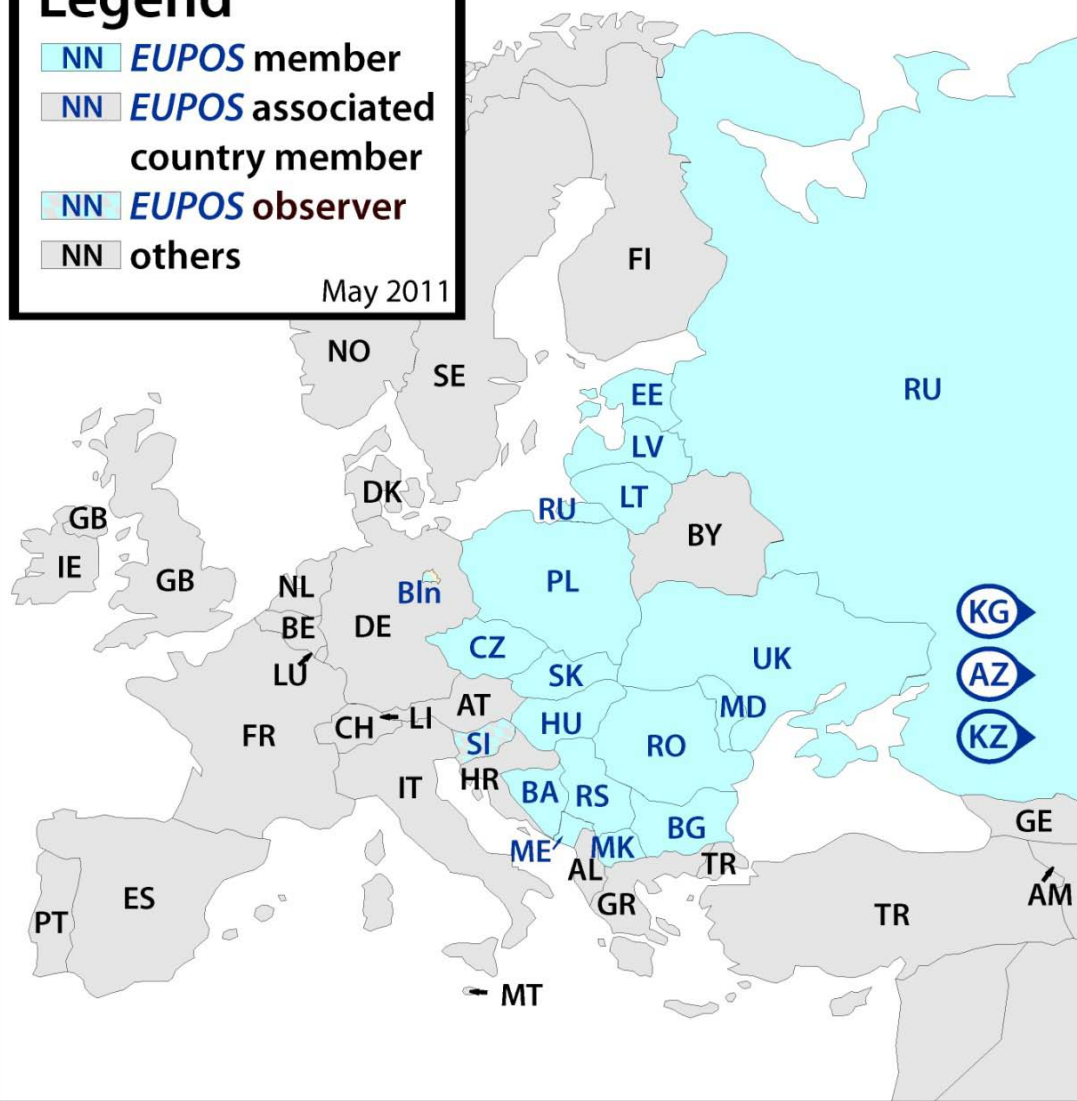 Legend
NN EUPOS member
NN EUPOS associated
country member
NN EUPOS observer
NN others
May 2011
FI
NO
SE
RU
EE
LV
LT
DK
RU
BY
GB
IE
GB
NL
Bln
PL
BE
DE
KG
CZ
UK
LU
SK
AZ
AT
MD
LI
CH
HU
FR
SI
RO
KZ
HR
IT
BA
RS
BG
GE
ME
MK
TR
AL
ES
GR
AM
PT
TR
MT